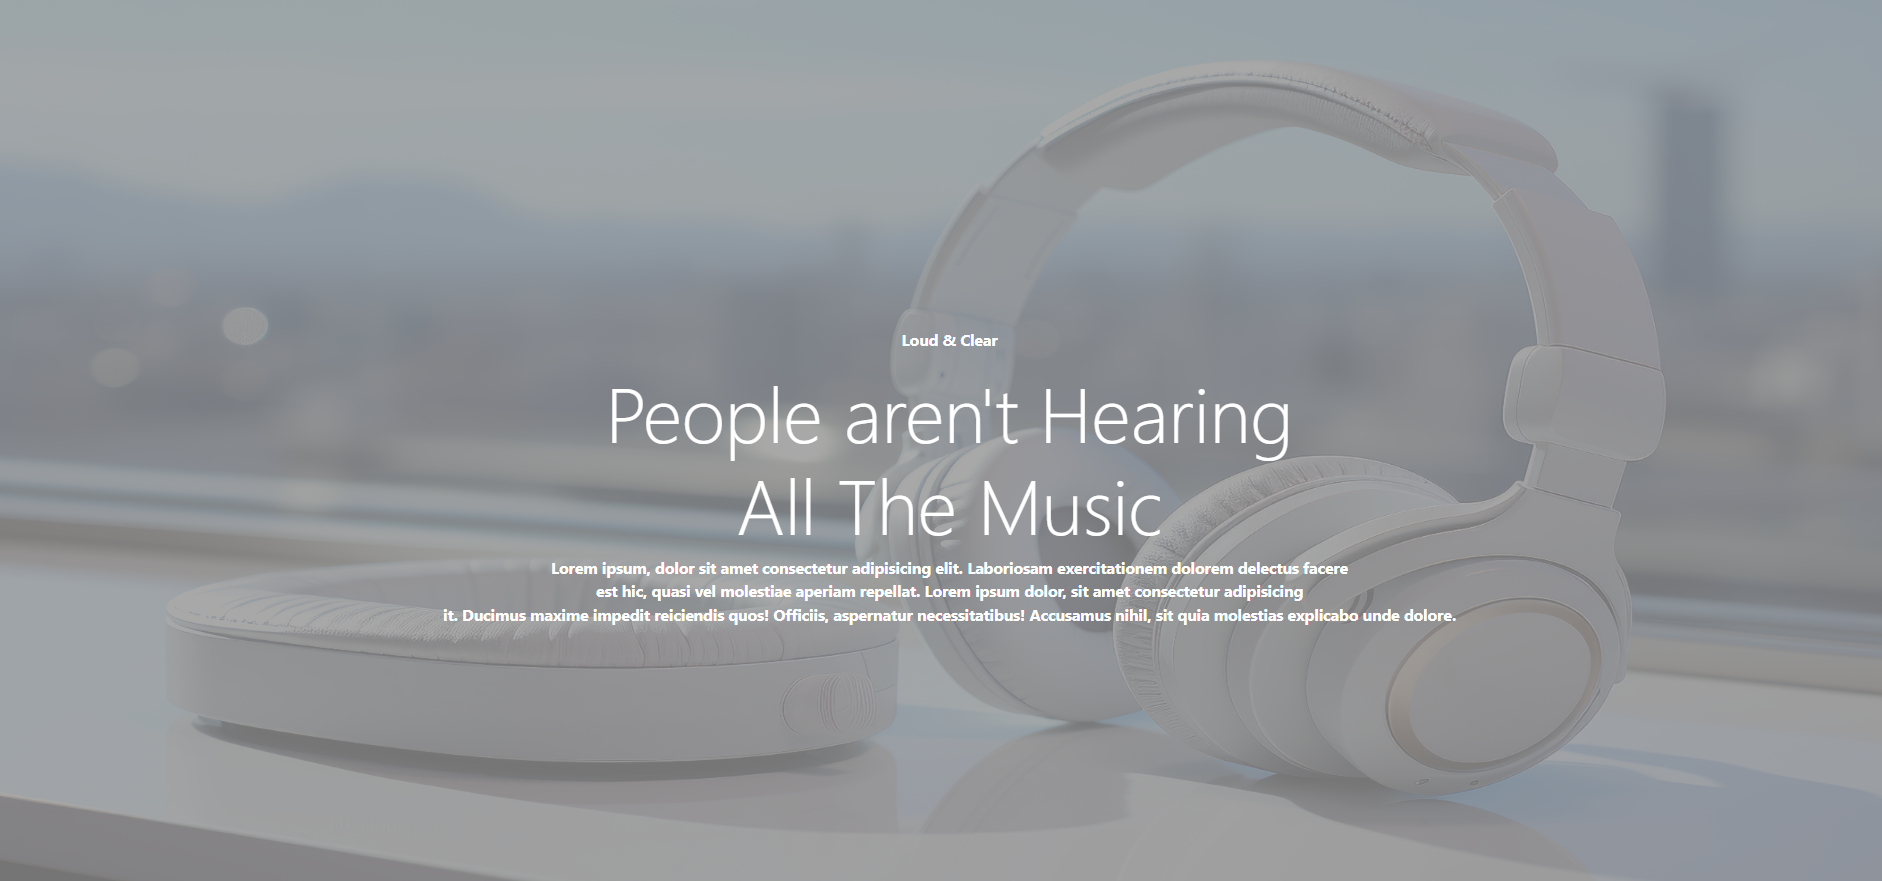 Loud & Clear
People aren't Hearing
All The Music
Lorem ipsum, dolor sit amet consectetur adipisicing elit. Laboriosam exercitationem dolorem delectus facere
est hic, quasi vel molestiae aperiam repellat. Lorem ipsum dolor, sit amet consectetur adipisicing
it. Ducimus maxime impedit reiciendis quos! Officiis, aspernatur necessitatibus! Accusamus nihil, sit quia molestias explicabo unde dolore.